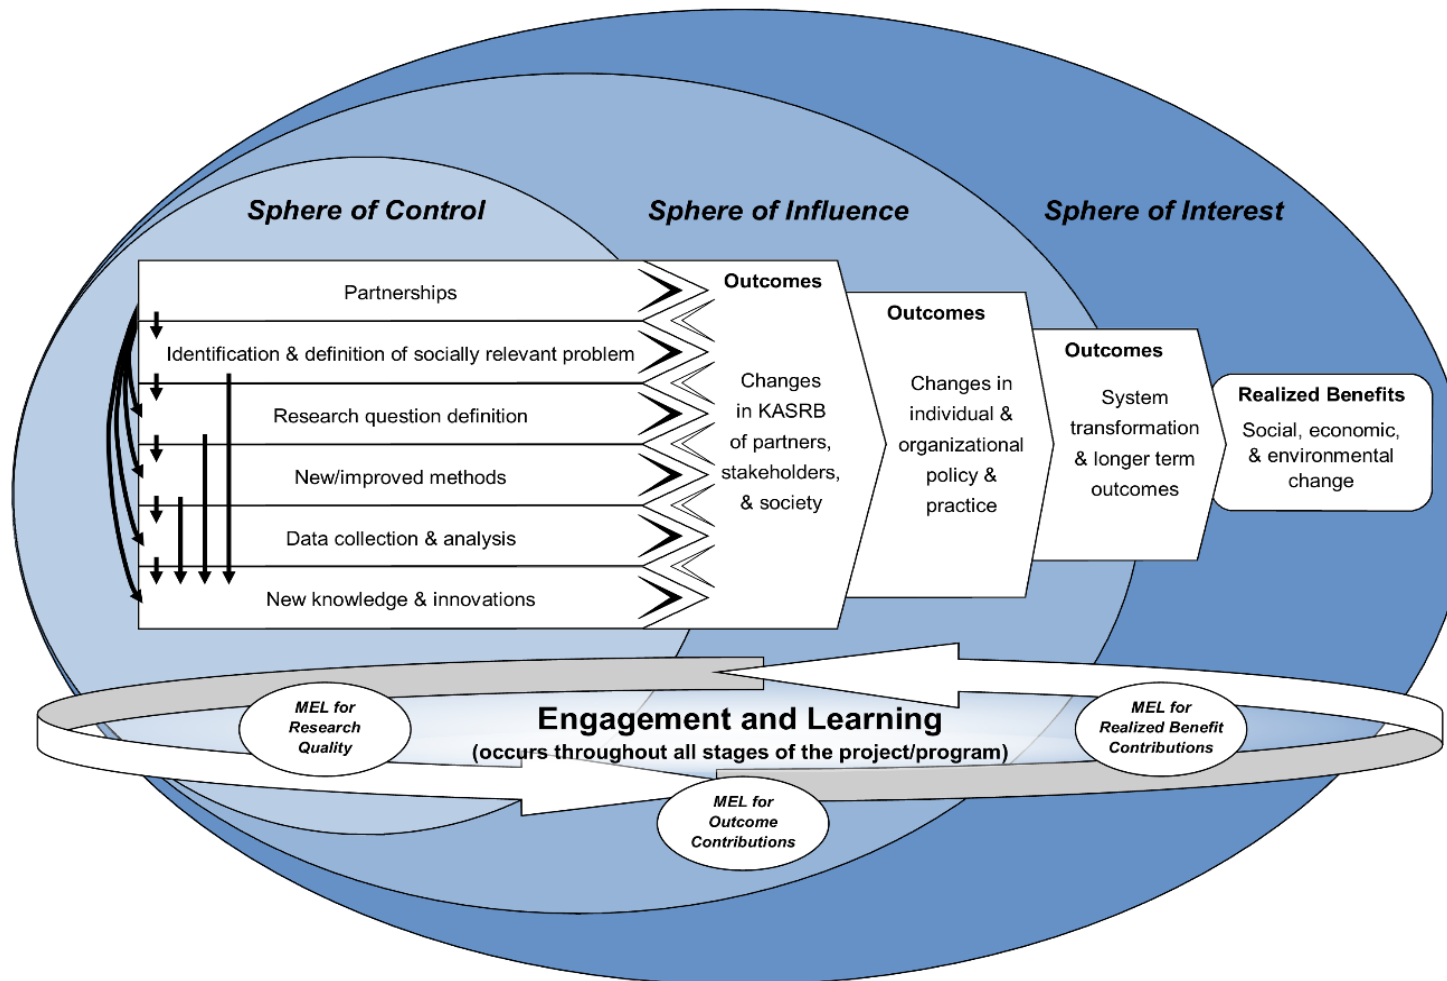 Sphere of Control
Sphere of Influence
Sphere of Interest
Partnerships
Identification & definition of socially relevant problem
Research question definition
New/improved methods
Data collection & analysis
New knowledge & innovations
Outcomes
Changes
in KASRB
of partners,
stakeholders,
& society
Outcomes
Changes in
individual &
organizational
policy &
practice
Outcomes
System
transformation
& longer term
outcomes
Realized Benefits
Social, economic,
& environmental
change
MEL for
Research
Quality
Engagement and Learning
(occurs throughout all stages of the project/program)
MEL for
Realized Benefit
Contributions
MEL for
Outcome
Contributions